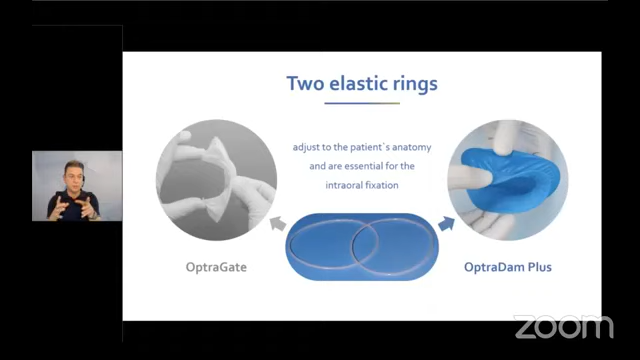 Two elastic rings
adjust to the patient`s anatomy
and are essential for the
intraoral fixation
OptraGate
OptraDam Plus
zoom